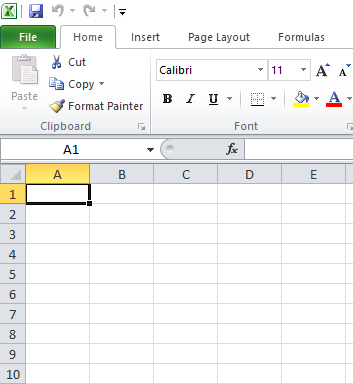 File Home Insert Page Layout Formulas
Cut
Calibri 11 A A
Paste
Copy
Format Painter
B I U A
Clipboard Font
A1 fx
A B C D E
1
2
3
4
5
6
7
8
9
10